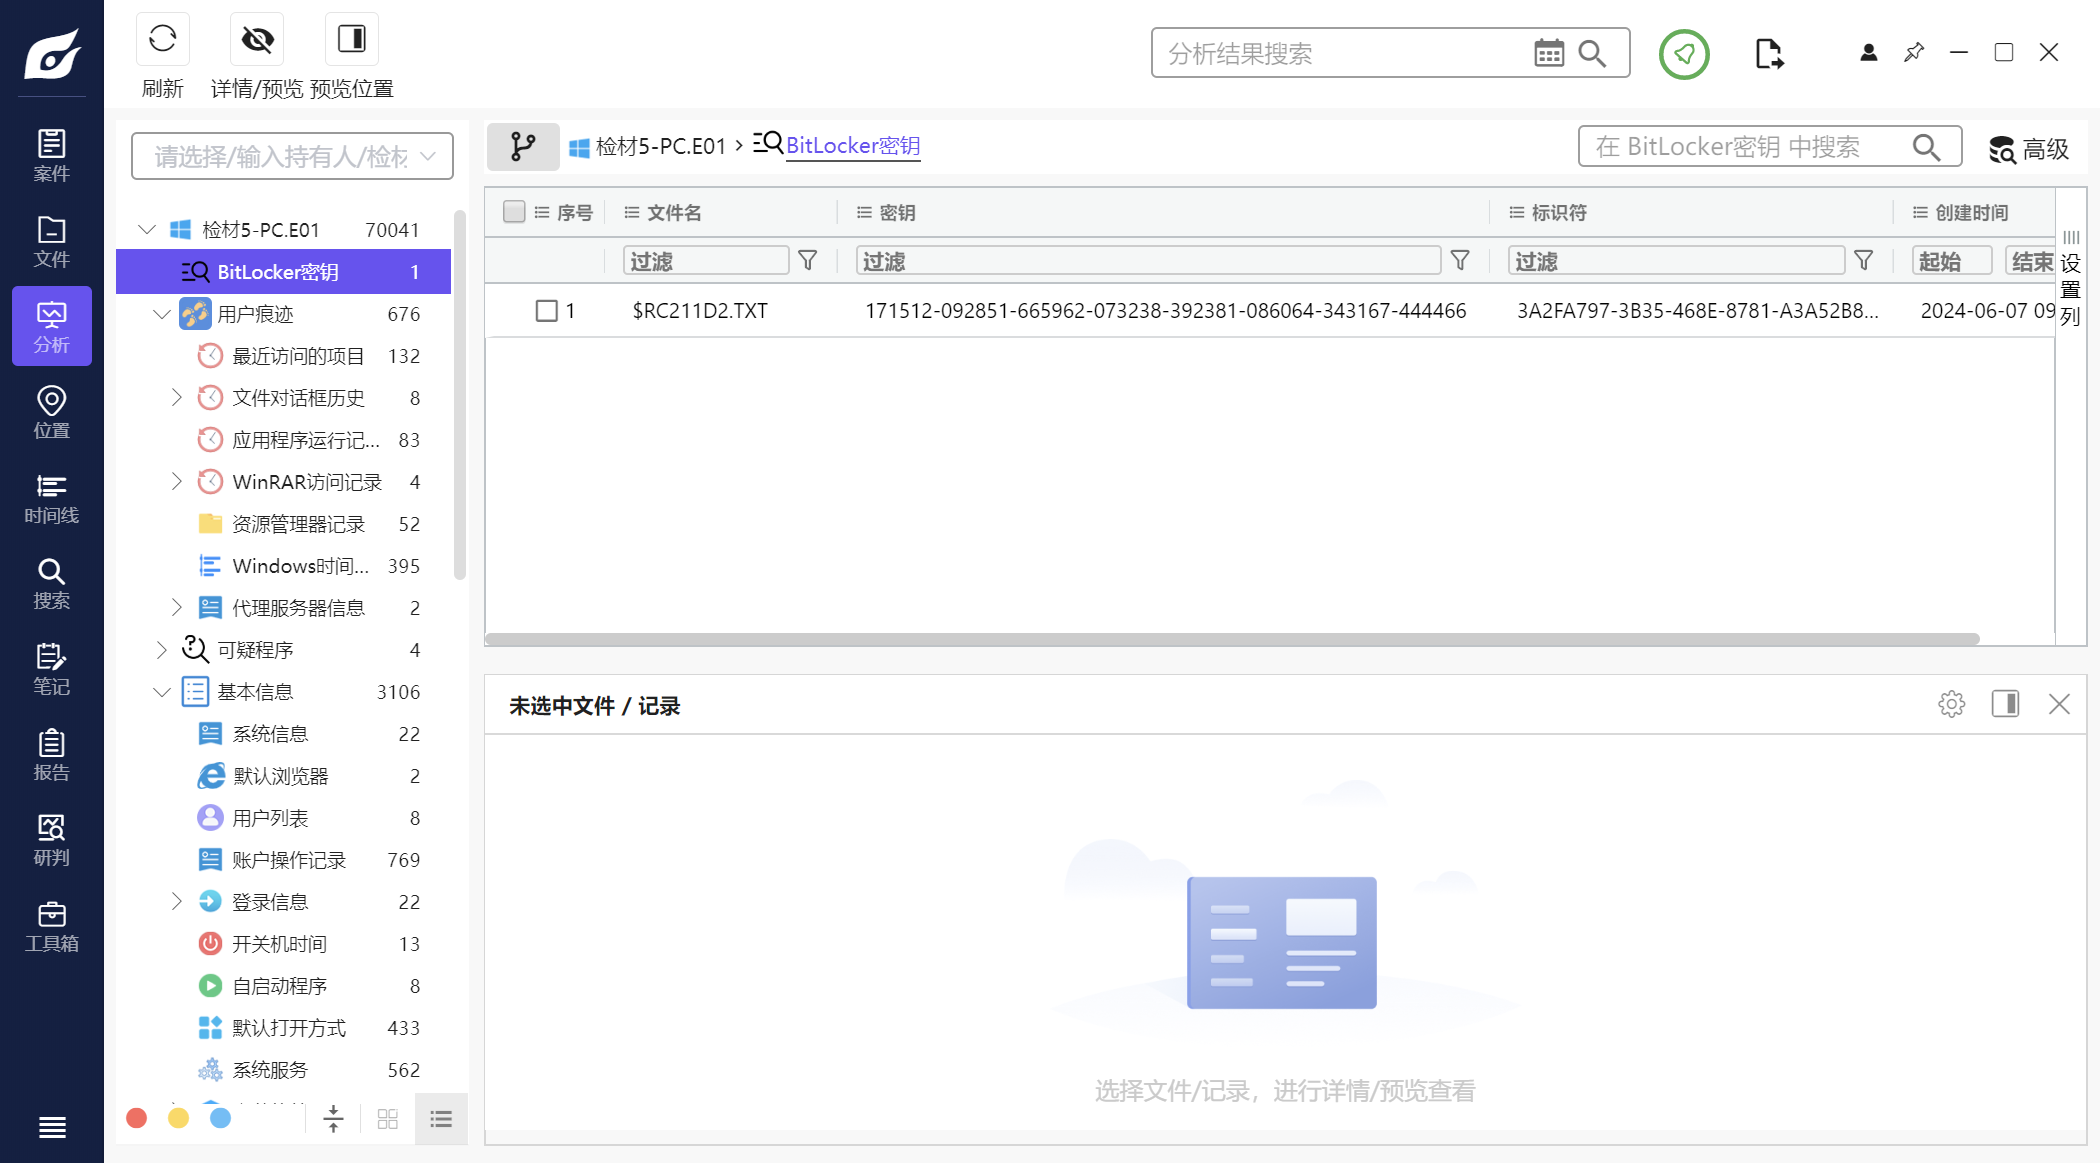 刷新
详情/预览
预览位置
分析结果搜索
案件
文件
分析
位置
时间线
搜索
笔记
报告
研判
工具箱
请选择/输入持有人/检材
检材5-PC.E01 70041
BitLocker密钥 1
用户痕迹 676
最近访问的项目 132
文件对话框历史 8
应用程序运行记... 83
WinRAR访问记录 4
资源管理器记录 52
Windows时间... 395
代理服务器信息 2
可疑程序 4
基本信息 3106
系统信息 22
默认浏览器 2
用户列表 8
账户操作记录 769
登录信息 22
开关机时间 13
自启动程序 8
默认打开方式 433
系统服务 562
检材5-PC.E01 › BitLocker密钥
在 BitLocker密钥 中搜索
高级
序号 文件名 密钥 标识符 创建时间
过滤 过滤 过滤 起始 结束
1 $RC211D2.TXT 171512-092851-665962-073238-392381-086064-343167-444466 3A2FA797-3B35-468E-8781-A3A52B8... 2024-06-07 09
设置列
未选中文件 / 记录
选择文件/记录，进行详情/预览查看